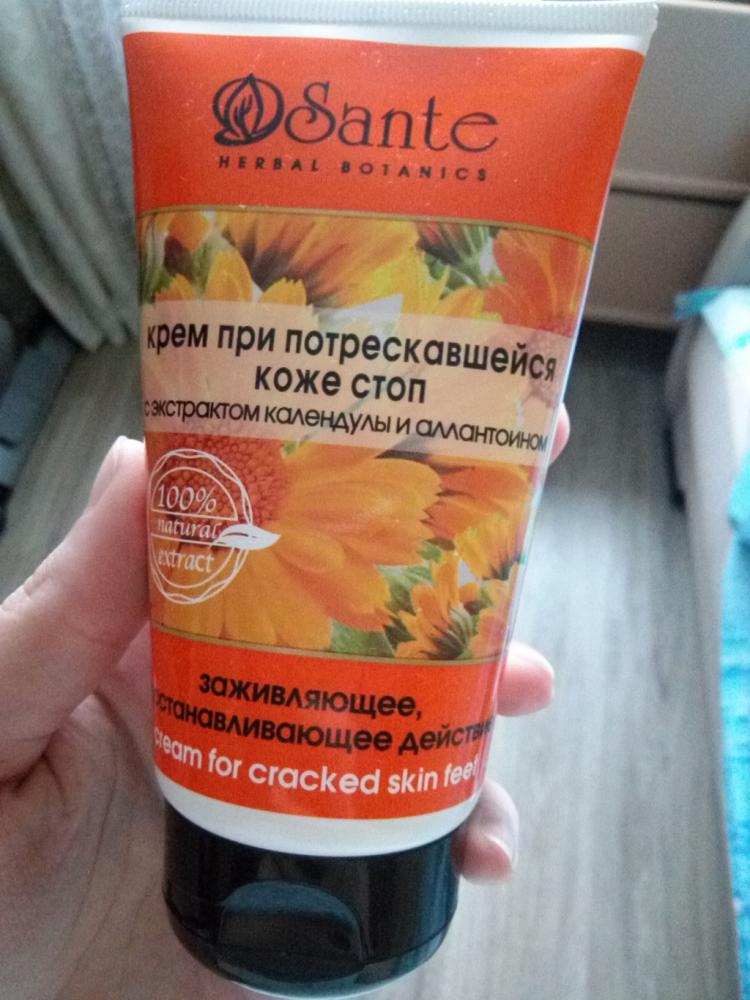 Sante
HERBAL BOTANICS
крем при потрескавшейся
коже стоп
с экстрактом календулы и аллантоином
100%
natural
extract
заживляющее,
cream for cracked skin feet